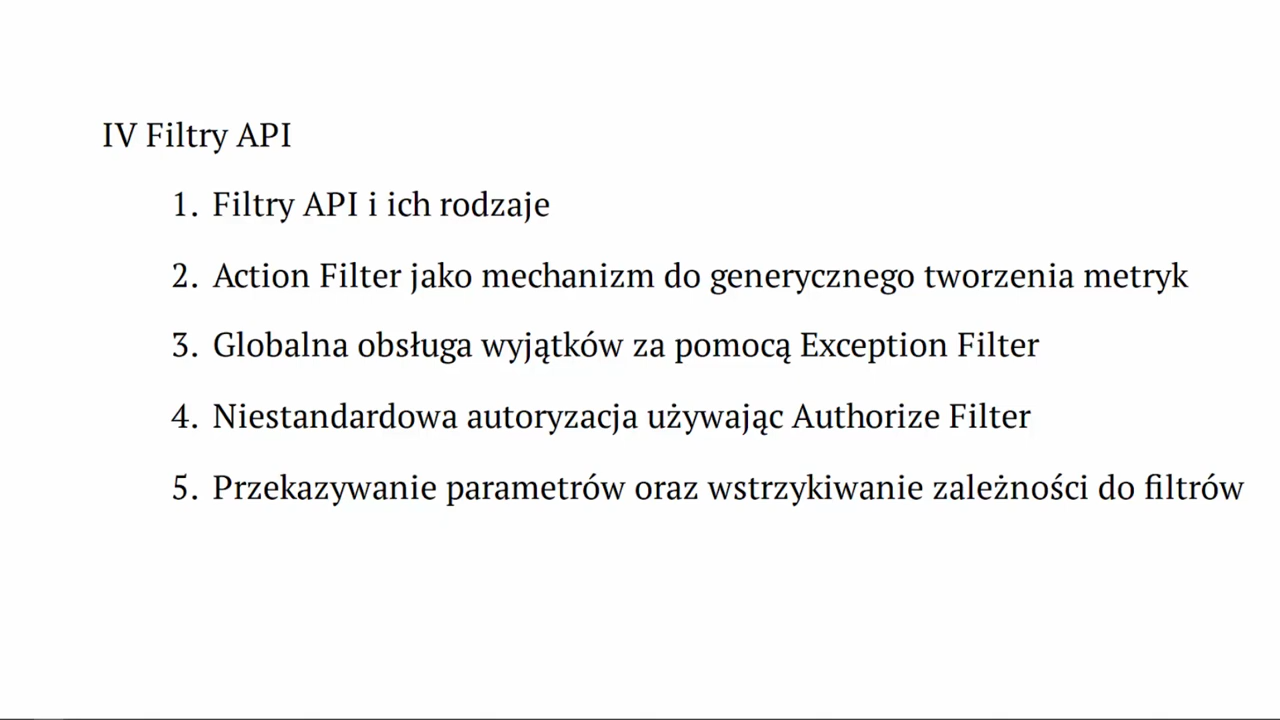 IV Filtry API
1. Filtry API i ich rodzaje
2. Action Filter jako mechanizm do generycznego tworzenia metryk
3. Globalna obsługa wyjątków za pomocą Exception Filter
4. Niestandardowa autoryzacja używając Authorize Filter
5. Przekazywanie parametrów oraz wstrzykiwanie zależności do filtrów